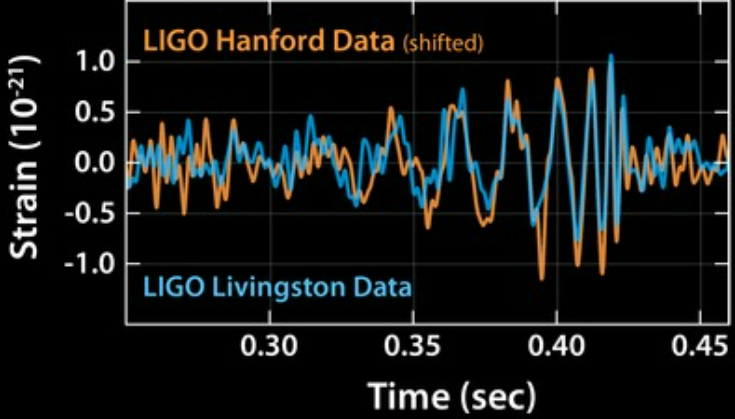 LIGO Hanford Data (shifted)
1.0
0.5
0.0
-0.5
-1.0
Strain (10⁻²¹)
LIGO Livingston Data
0.30 0.35 0.40 0.45
Time (sec)